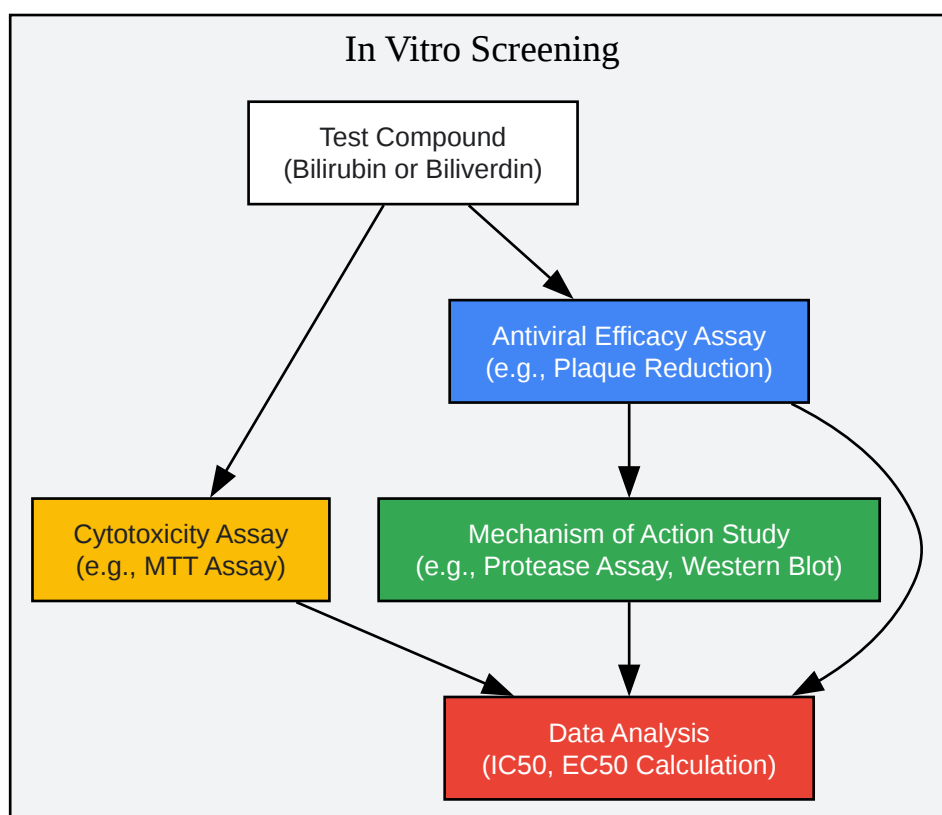 In Vitro Screening
Test Compound
(Bilirubin or Biliverdin)
Antiviral Efficacy Assay
(e.g., Plaque Reduction)
Cytotoxicity Assay
(e.g., MTT Assay)
Mechanism of Action Study
(e.g., Protease Assay, Western Blot)
Data Analysis
(IC50, EC50 Calculation)